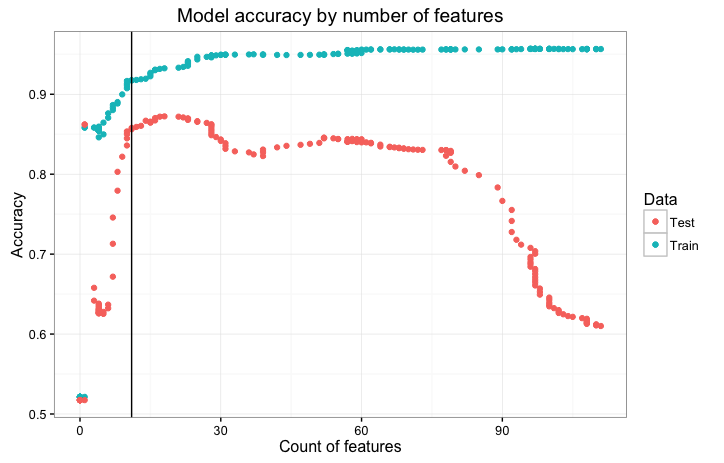 Model accuracy by number of features
Accuracy
0.9
0.8
0.7
0.6
0.5
0 30 60 90
Count of features
Data
Test
Train